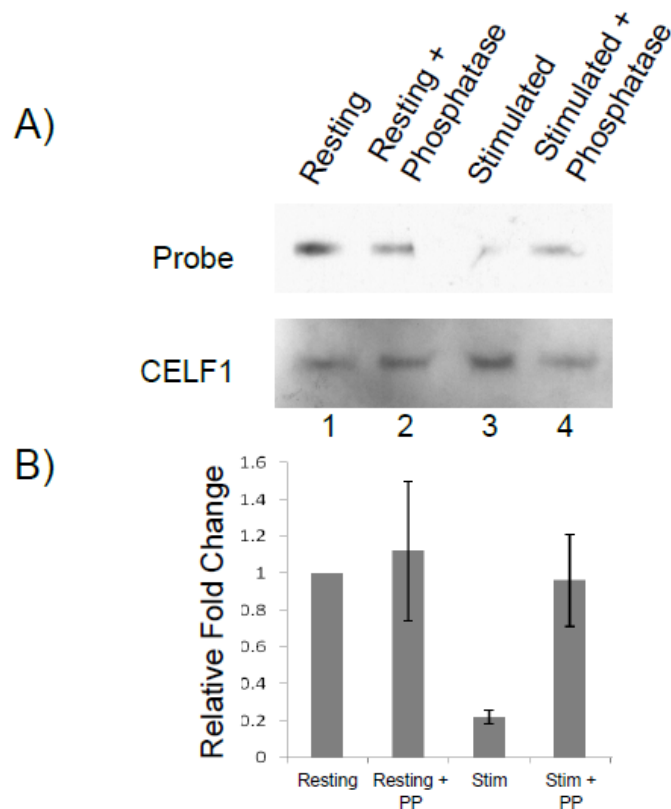 A)
Resting
Resting +
Phosphatase
Stimulated
Stimulated +
Phosphatase
Probe
CELF1
1 2 3 4
B)
Relative Fold Change
1.6
1.4
1.2
1
0.8
0.6
0.4
0.2
0
Resting
Resting +
PP
Stim
Stim +
PP